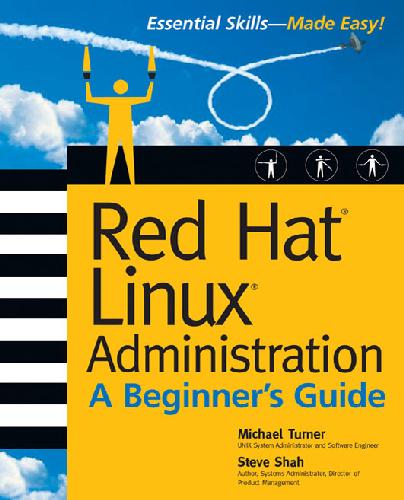 Essential Skills—Made Easy!
Red Hat®
Linux®
Administration
A Beginner's Guide
Michael Turner
UNIX System Administrator and Software Engineer
Steve Shah
Author, Systems Administrator, Director of
Product Management